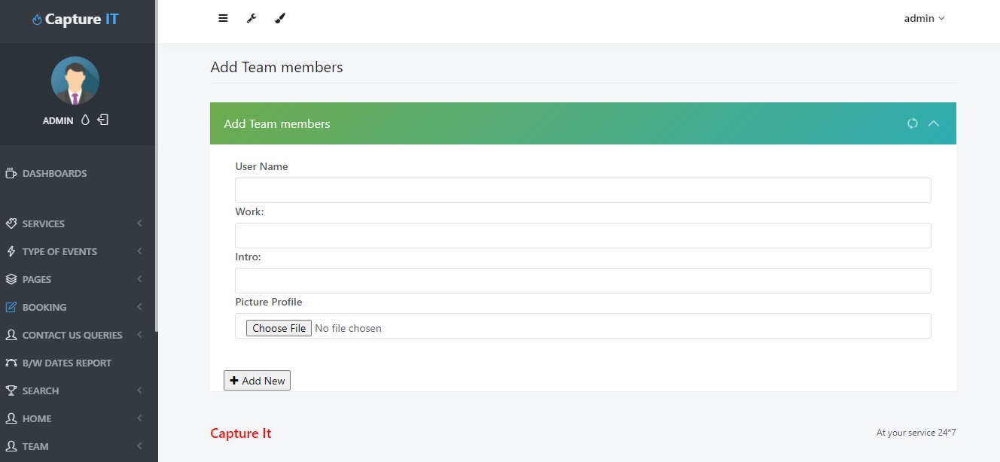 Capture IT
admin
ADMIN
DASHBOARDS
SERVICES
TYPE OF EVENTS
PAGES
BOOKING
CONTACT US QUERIES
B/W DATES REPORT
SEARCH
HOME
TEAM
Add Team members
Add Team members
User Name
Work:
Intro:
Picture Profile
Choose File No file chosen
Add New
Capture It
At your service 24*7